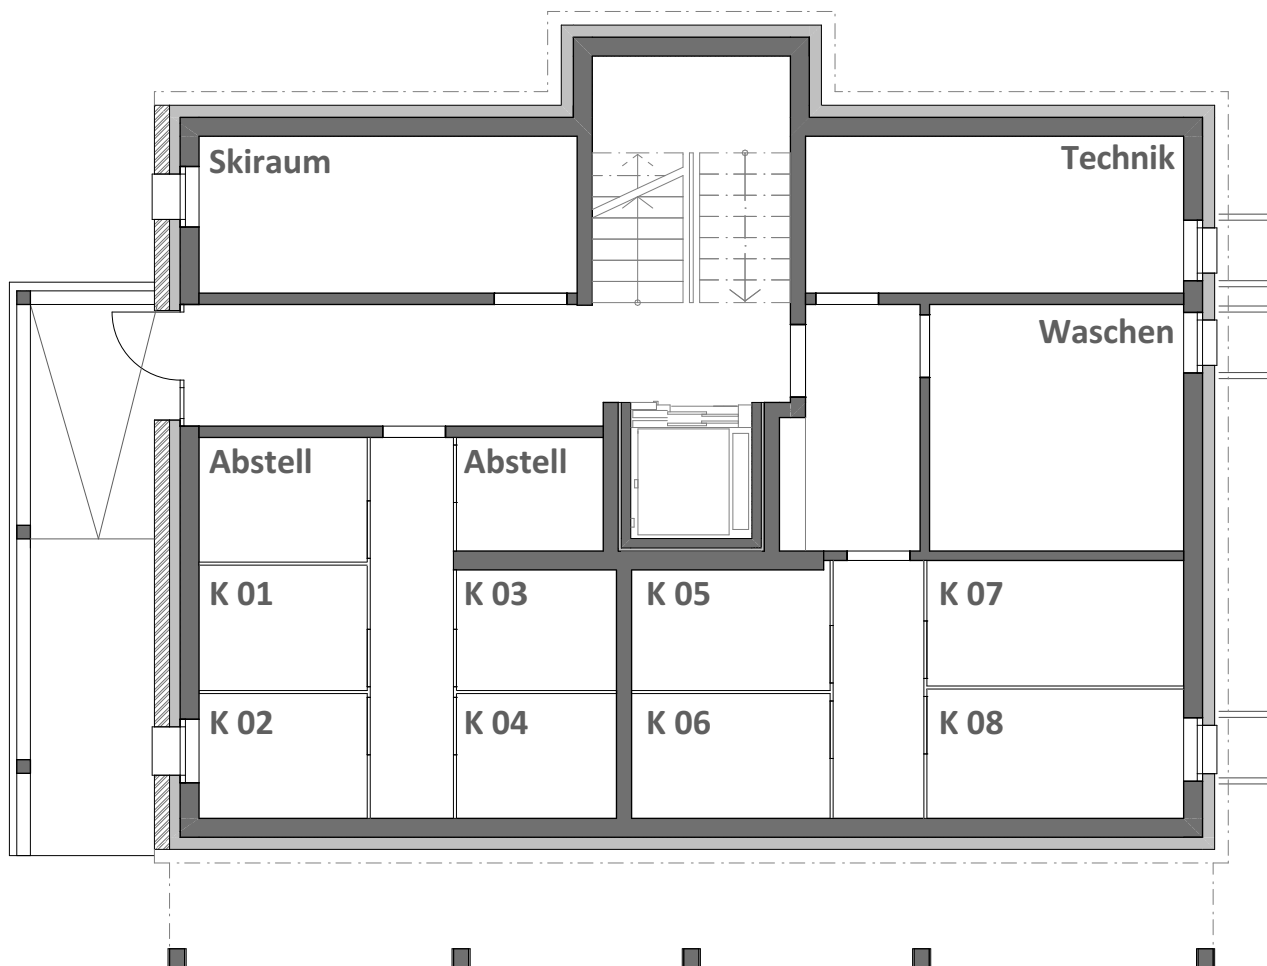 Skiraum
Technik
Waschen
Abstell
Abstell
K 01
K 03
K 05
K 07
K 02
K 04
K 06
K 08